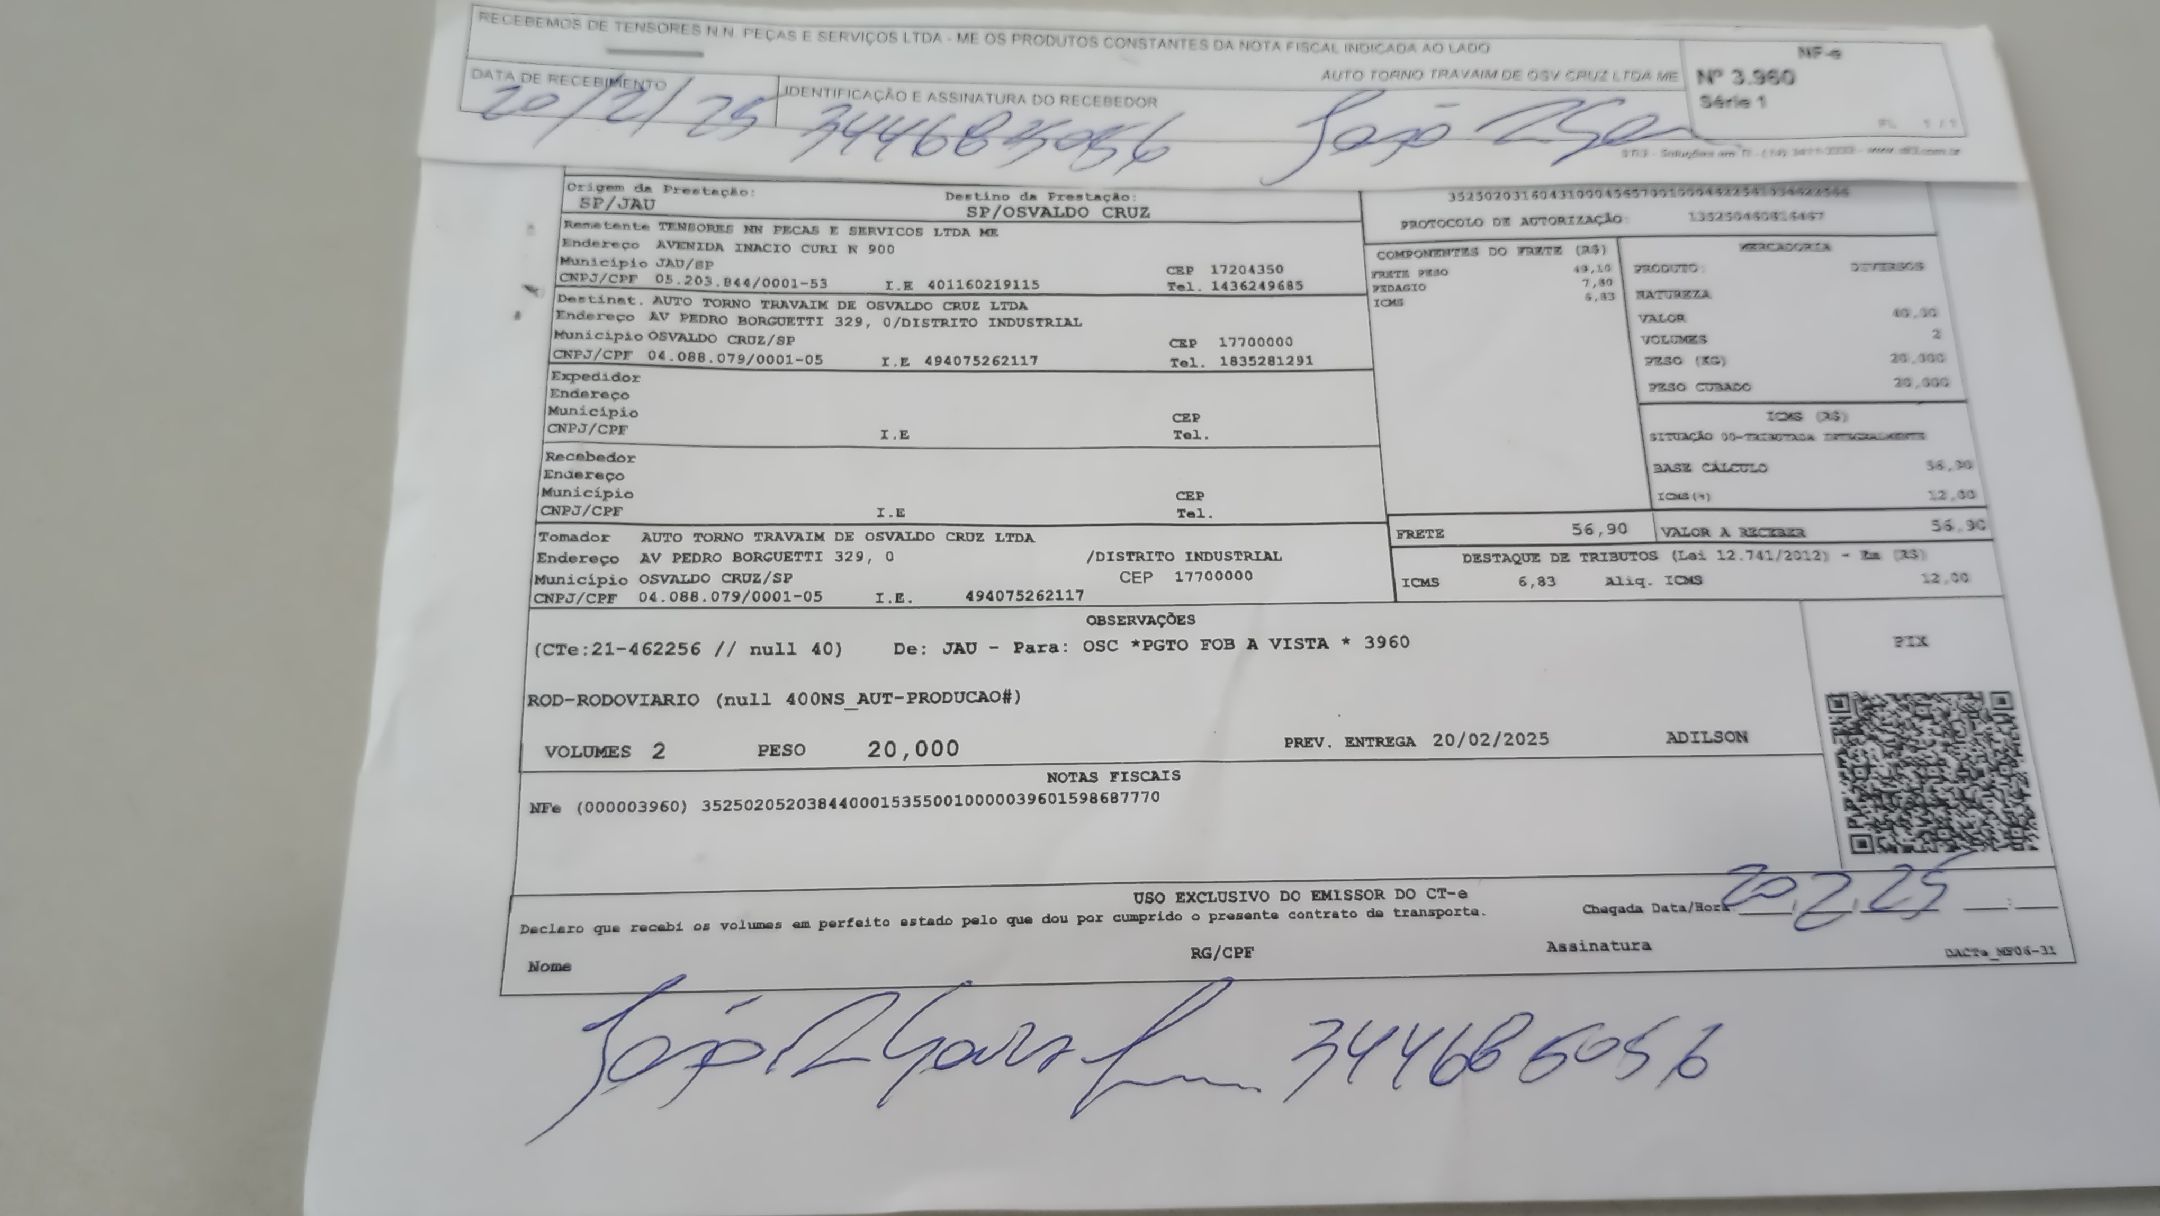 RECEBEMOS DE TENSORES N.N. PEÇAS E SERVIÇOS LTDA - ME OS PRODUTOS CONSTANTES DA NOTA FISCAL INDICADA AO LADO
AUTO TORNO TRAVAIM DE OSV CRUZ LTDA ME
NF-e
Nº 3.960
Série 1
FL 1 / 1
DATA DE RECEBIMENTO
20/2/25
IDENTIFICAÇÃO E ASSINATURA DO RECEBEDOR
3446685056 João
Origem da Prestação: Destino da Prestação:
SP/JAU SP/OSVALDO CRUZ
PROTOCOLO DE AUTORIZAÇÃO:
Remetente TENSORES NN PECAS E SERVICOS LTDA ME
Endereço AVENIDA INACIO CURI N 900
Município JAU/SP CEP 17204350
CNPJ/CPF 05.203.844/0001-53 I.E 401160219115 Tel. 1436249685
Destinat. AUTO TORNO TRAVAIM DE OSVALDO CRUZ LTDA
Endereço AV PEDRO BORGUETTI 329, 0/DISTRITO INDUSTRIAL
Município OSVALDO CRUZ/SP CEP 17700000
CNPJ/CPF 04.088.079/0001-05 I.E 494075262117 Tel. 1835281291
Expedidor
Endereço
Município CEP
CNPJ/CPF I.E Tel.
Recebedor
Endereço
Município CEP
CNPJ/CPF I.E Tel.
Tomador AUTO TORNO TRAVAIM DE OSVALDO CRUZ LTDA
Endereço AV PEDRO BORGUETTI 329, 0 /DISTRITO INDUSTRIAL
Município OSVALDO CRUZ/SP CEP 17700000
CNPJ/CPF 04.088.079/0001-05 I.E. 494075262117
COMPONENTES DO FRETE (R$)
FRETE PESO
PEDAGIO 7,80
ICMS 6,83
MERCADORIA
PRODUTO: DIVERSOS
NATUREZA
VALOR
VOLUMES 2
PESO (KG) 20,000
PESO CUBADO 20,000
ICMS (R$)
SITUAÇÃO 00-TRIBUTADA INTEGRALMENTE
BASE CÁLCULO 56,90
ICMS(%) 12,00
FRETE 56,90 VALOR A RECEBER 56,90
DESTAQUE DE TRIBUTOS (Lei 12.741/2012) - Em (R$)
ICMS 6,83 Aliq. ICMS 12,00
OBSERVAÇÕES
(CTe:21-462256 // null 40) De: JAU - Para: OSC *PGTO FOB A VISTA * 3960
ROD-RODOVIARIO (null 400NS_AUT-PRODUCAO#)
VOLUMES 2 PESO 20,000 PREV. ENTREGA 20/02/2025 ADILSON
PIX
NOTAS FISCAIS
NFe (000003960) 35250205203844000153550010000039601598687770
USO EXCLUSIVO DO EMISSOR DO CT-e
Declaro que recebi os volumes em perfeito estado pelo que dou por cumprido o presente contrato de transporte.
Chegada Data/Hora 20/2/25 :
Nome RG/CPF Assinatura DACTe_MF06-31
João 3446685056